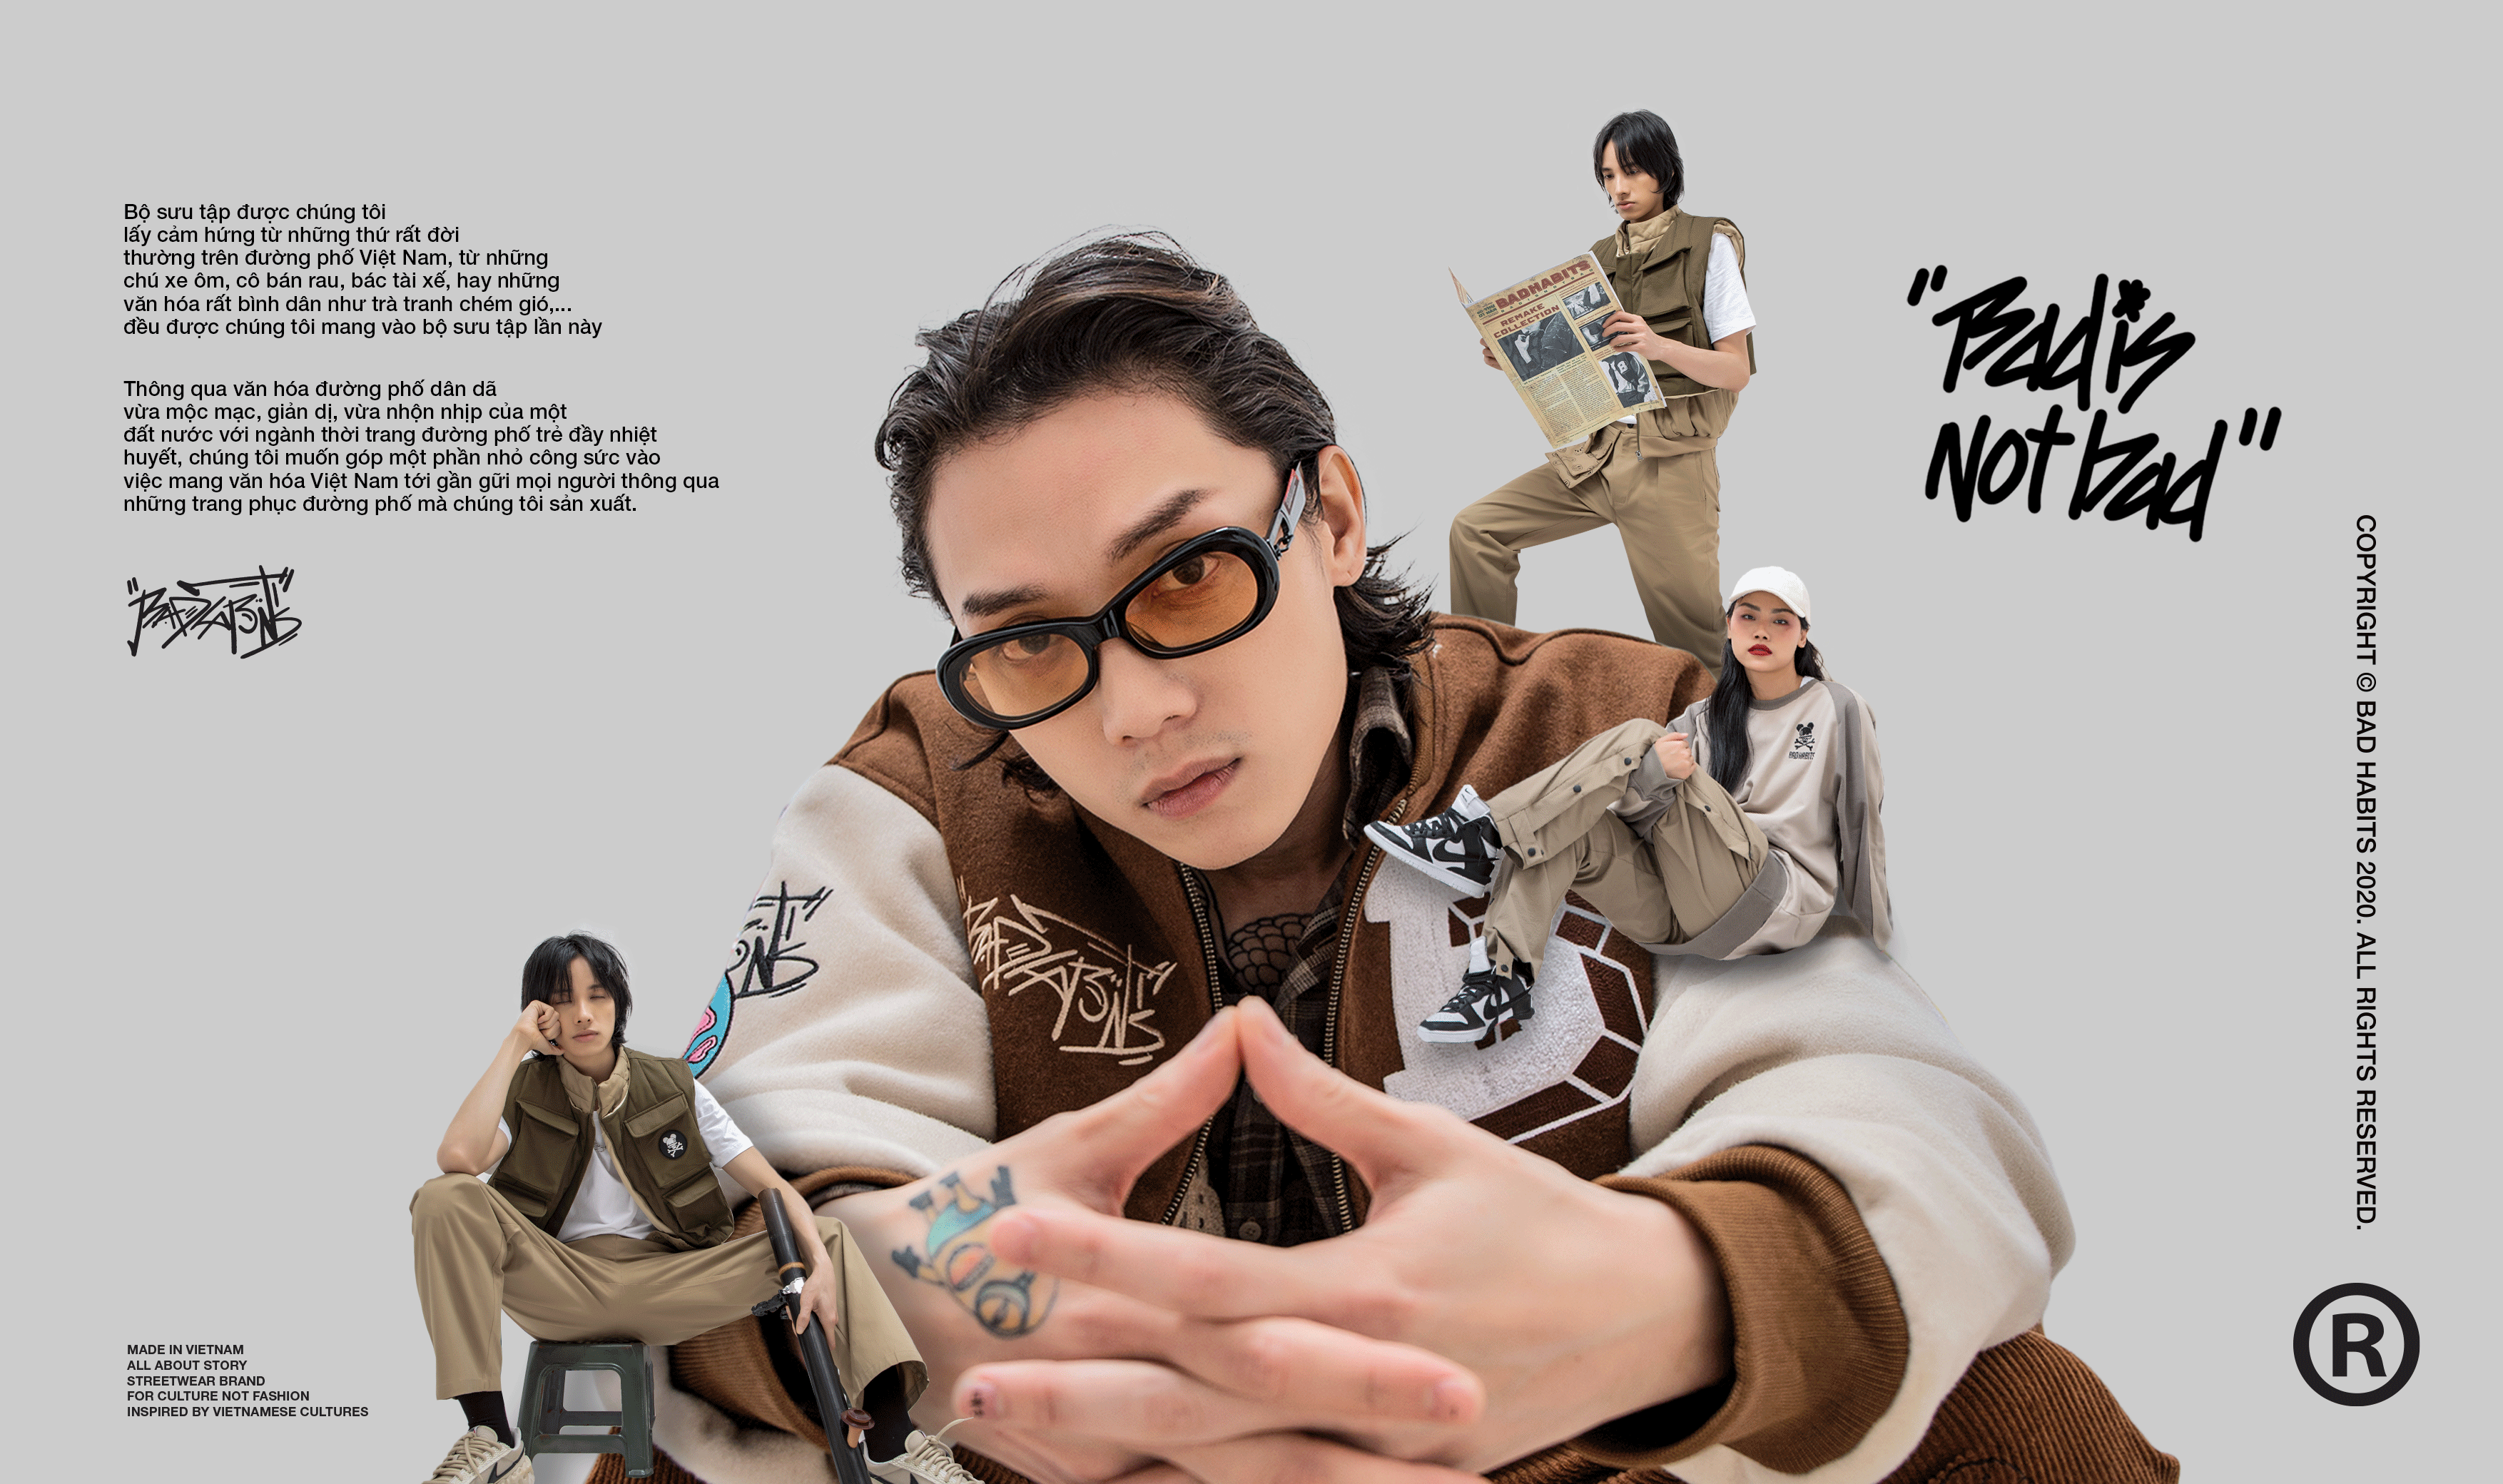 Bộ sưu tập được chúng tôi
lấy cảm hứng từ những thứ rất đời
thường trên đường phố Việt Nam, từ những
chú xe ôm, cô bán rau, bác tài xế, hay những
văn hóa rất bình dân như trà tranh chém gió,...
đều được chúng tôi mang vào bộ sưu tập lần này
Thông qua văn hóa đường phố dân dã
vừa mộc mạc, giản dị, vừa nhộn nhịp của một
đất nước với ngành thời trang đường phố trẻ đầy nhiệt
huyết, chúng tôi muốn góp một phần nhỏ công sức vào
việc mang văn hóa Việt Nam tới gần gũi mọi người thông qua
những trang phục đường phố mà chúng tôi sản xuất.
"BADHABITS"
MADE IN VIETNAM
ALL ABOUT STORY
STREETWEAR BRAND
FOR CULTURE NOT FASHION
INSPIRED BY VIETNAMESE CULTURES
BADHABITS
REMAKE
COLLECTION
B
"Bad is
Not bad"
BAD HABITS
BADHABITS
COPYRIGHT © BAD HABITS 2020. ALL RIGHTS RESERVED.
®